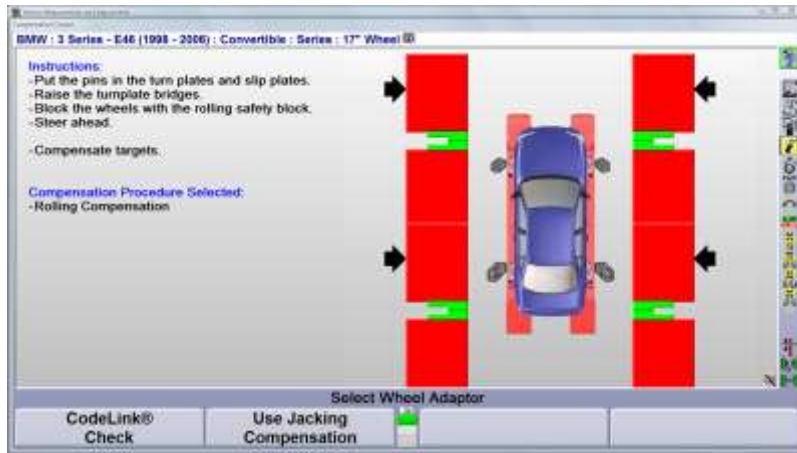 BMW : 3 Series - E46 (1998 - 2006) : Convertible : Series : 17" Wheel
Instructions:
-Put the pins in the turn plates and slip plates.
-Raise the turnplate bridges.
-Block the wheels with the rolling safety block.
-Steer ahead.
-Compensate targets.
Compensation Procedure Selected:
-Rolling Compensation
Select Wheel Adaptor
CodeLink® Check
Use Jacking Compensation